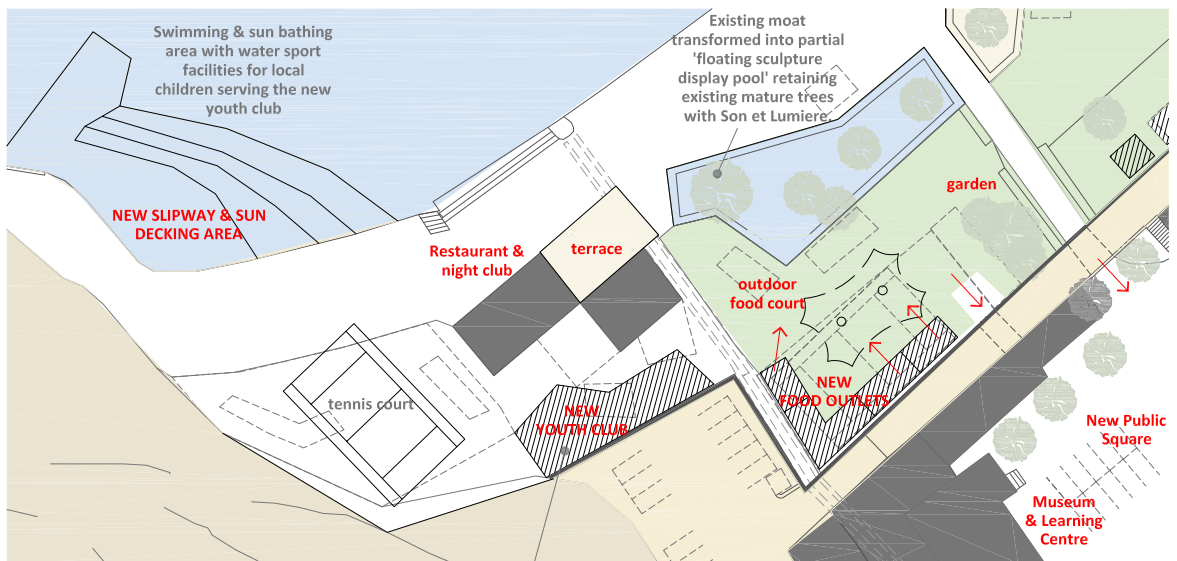 Swimming & sun bathing
area with water sport
facilities for local
children serving the new
youth club
Existing moat
transformed into partial
'floating sculpture
display pool' retaining
existing mature trees
with Son et Lumiere.
garden
NEW SLIPWAY & SUN
DECKING AREA
Restaurant &
night club
terrace
outdoor
food court
tennis court
NEW
YOUTH CLUB
NEW
FOOD OUTLETS
New Public
Square
Museum
& Learning
Centre